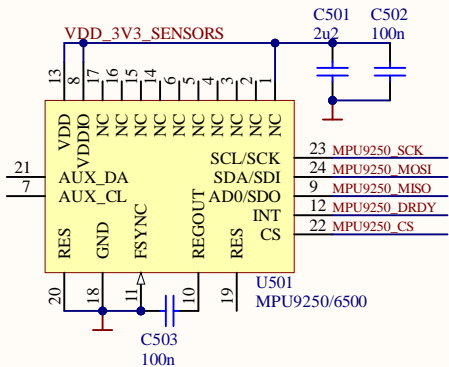 C501
C502
VDD_3V3_SENSORS
2u2
100n
13
8
17
16
15
14
6
5
4
3
2
1
VDD
VDDIO
NC
NC
NC
NC
NC
NC
NC
NC
NC
NC
SCL/SCK
23
MPU9250_SCK
21
AUX_DA
SDA/SDI
24
MPU9250_MOSI
7
AUX_CL
AD0/SDO
9
MPU9250_MISO
INT
12
MPU9250_DRDY
CS
22
MPU9250_CS
RES
GND
FSYNC
REGOUT
RES
20
18
11
10
19
U501
MPU9250/6500
C503
100n